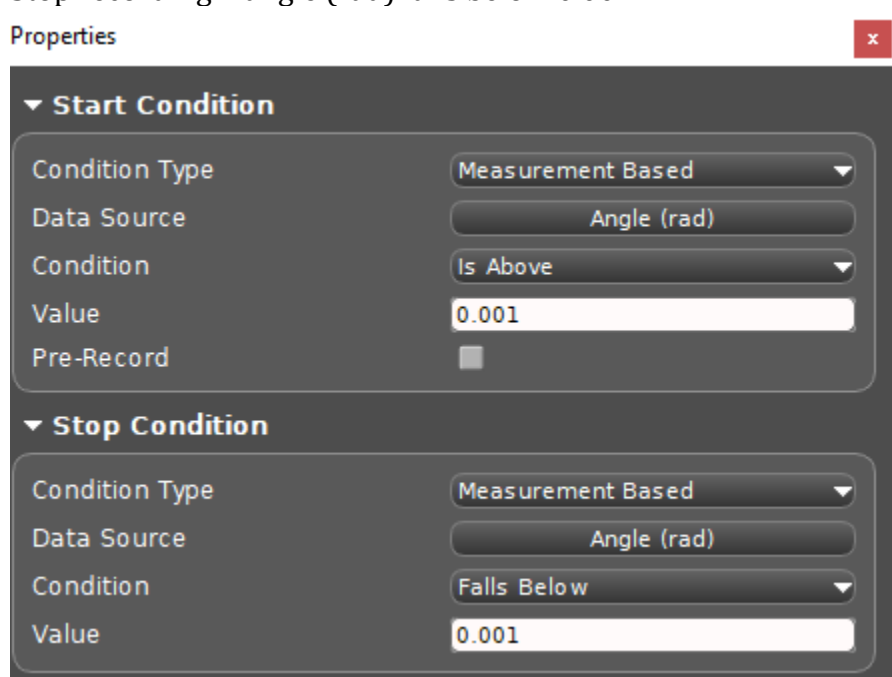 Properties
x
Start Condition
Condition Type Measurement Based
Data Source Angle (rad)
Condition Is Above
Value 0.001
Pre-Record
Stop Condition
Condition Type Measurement Based
Data Source Angle (rad)
Condition Falls Below
Value 0.001